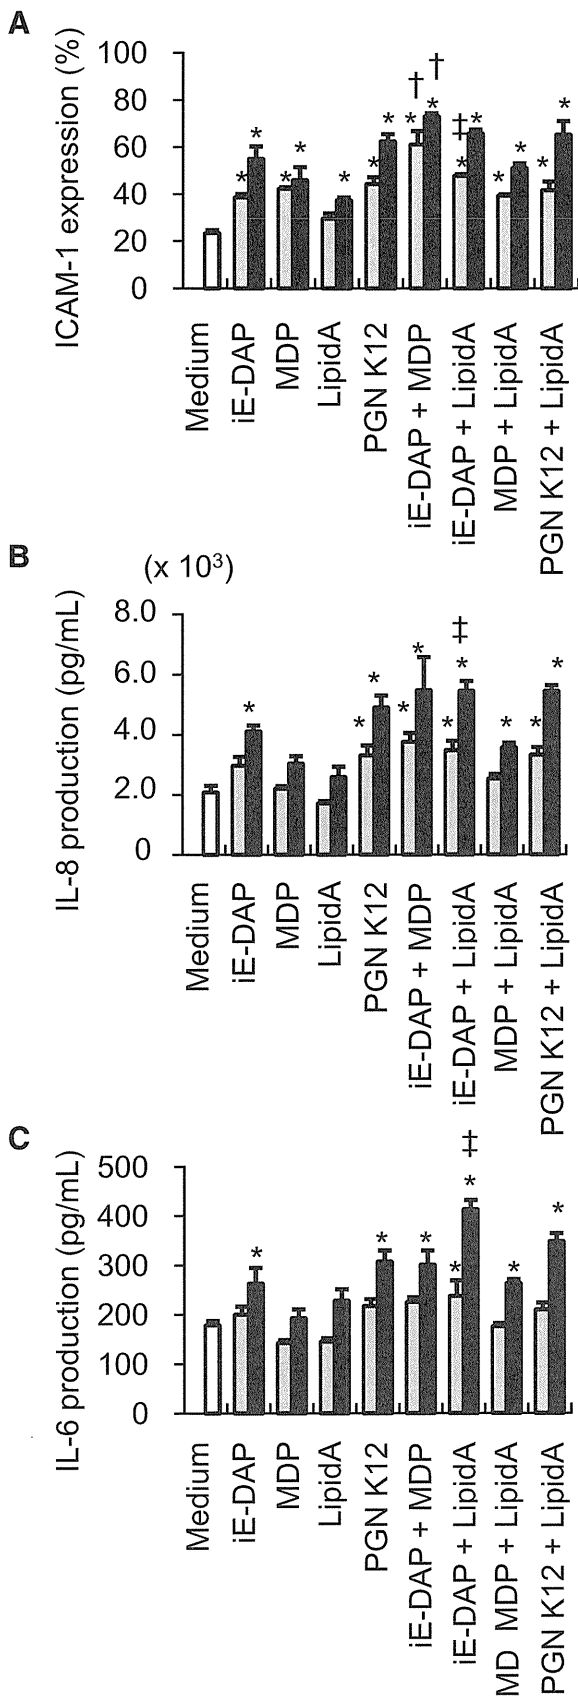 A
ICAM-1 expression (%)
100
80
60
40
20
0
* * * * * * * * * * * * * * *
† †
‡
Medium
iE-DAP
MDP
LipidA
PGN K12
iE-DAP + MDP
iE-DAP + LipidA
MDP + LipidA
PGN K12 + LipidA
B
(x 10³)
IL-8 production (pg/mL)
8.0
6.0
4.0
2.0
0
* * * * * * * * * *
‡
Medium
iE-DAP
MDP
LipidA
PGN K12
iE-DAP + MDP
iE-DAP + LipidA
MDP + LipidA
PGN K12 + LipidA
C
IL-6 production (pg/mL)
500
400
300
200
100
0
* * * * * * *
‡
Medium
iE-DAP
MDP
LipidA
PGN K12
iE-DAP + MDP
iE-DAP + LipidA
MD MDP + LipidA
PGN K12 + LipidA